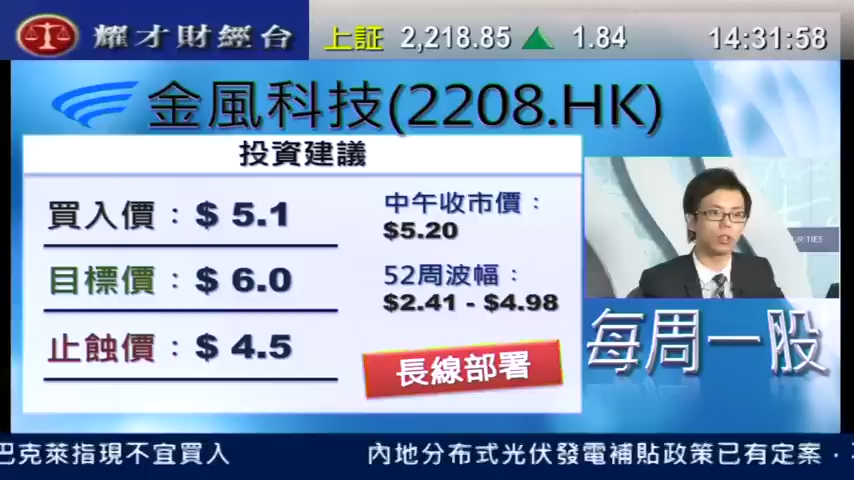 耀才財經台
上証 2,218.85 1.84 14:31:58
金風科技(2208.HK)
投資建議
買入價：$ 5.1
目標價：$ 6.0
止蝕價：$ 4.5
中午收市價：
$5.20
52周波幅：
$2.41 - $4.98
長線部署
RITIES
每周一股
巴克萊指現不宜買入 內地分布式光伏發電補貼政策已有定案．